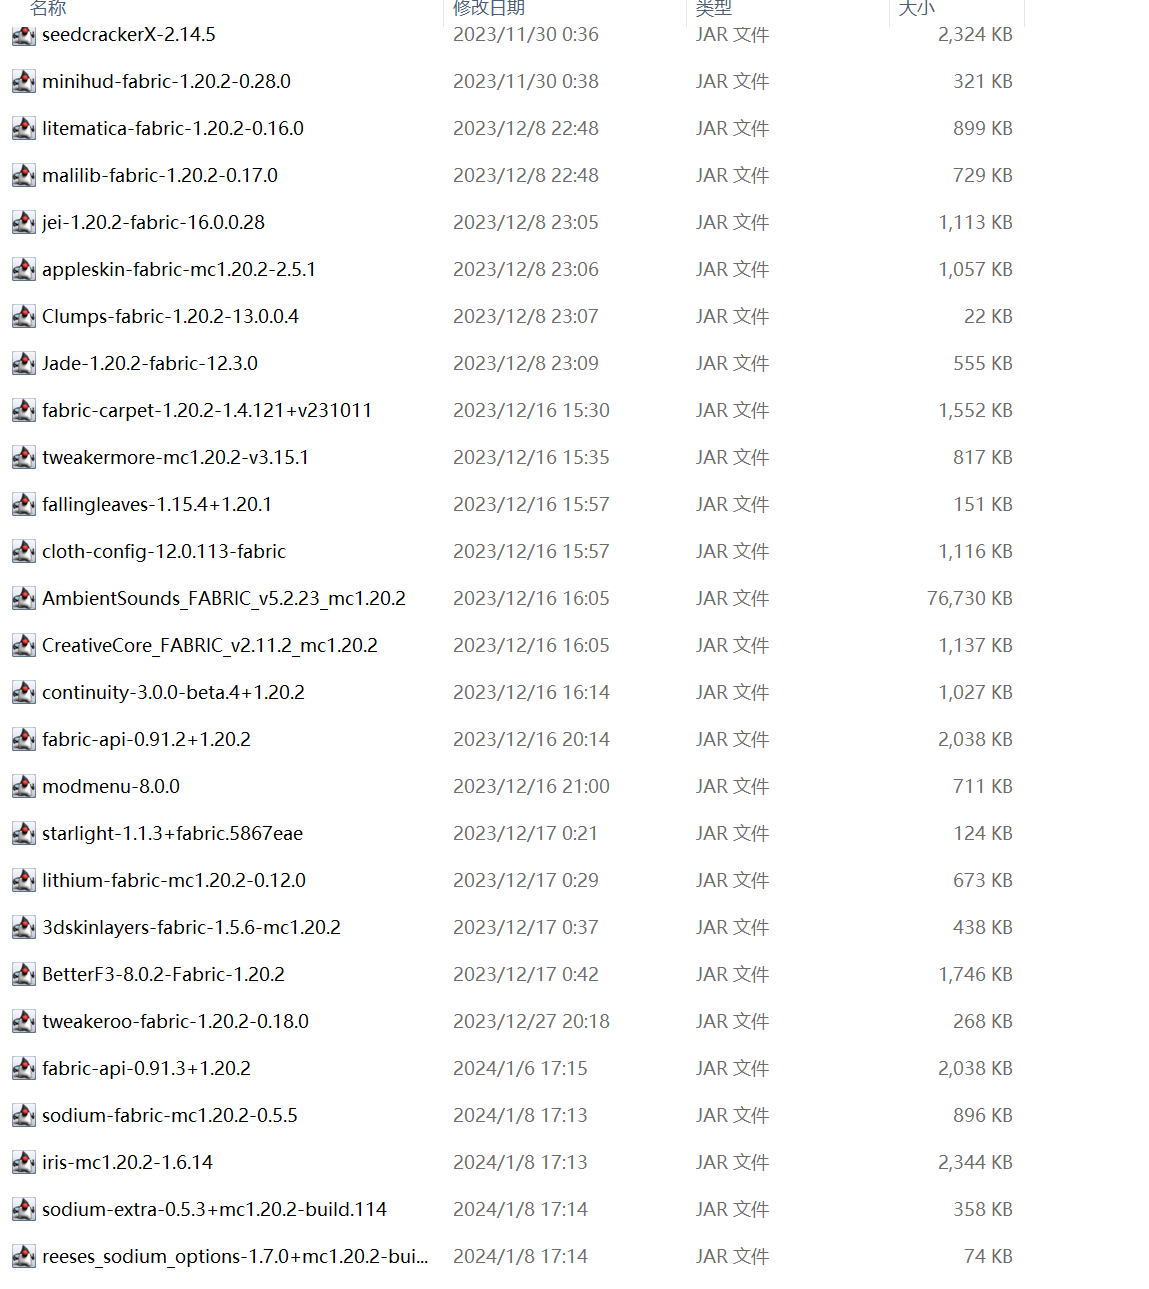 名称 修改日期 类型 大小
seedcrackerX-2.14.5 2023/11/30 0:36 JAR 文件 2,324 KB
minihud-fabric-1.20.2-0.28.0 2023/11/30 0:38 JAR 文件 321 KB
litematica-fabric-1.20.2-0.16.0 2023/12/8 22:48 JAR 文件 899 KB
malilib-fabric-1.20.2-0.17.0 2023/12/8 22:48 JAR 文件 729 KB
jei-1.20.2-fabric-16.0.0.28 2023/12/8 23:05 JAR 文件 1,113 KB
appleskin-fabric-mc1.20.2-2.5.1 2023/12/8 23:06 JAR 文件 1,057 KB
Clumps-fabric-1.20.2-13.0.0.4 2023/12/8 23:07 JAR 文件 22 KB
Jade-1.20.2-fabric-12.3.0 2023/12/8 23:09 JAR 文件 555 KB
fabric-carpet-1.20.2-1.4.121+v231011 2023/12/16 15:30 JAR 文件 1,552 KB
tweakermore-mc1.20.2-v3.15.1 2023/12/16 15:35 JAR 文件 817 KB
fallingleaves-1.15.4+1.20.1 2023/12/16 15:57 JAR 文件 151 KB
cloth-config-12.0.113-fabric 2023/12/16 15:57 JAR 文件 1,116 KB
AmbientSounds_FABRIC_v5.2.23_mc1.20.2 2023/12/16 16:05 JAR 文件 76,730 KB
CreativeCore_FABRIC_v2.11.2_mc1.20.2 2023/12/16 16:05 JAR 文件 1,137 KB
continuity-3.0.0-beta.4+1.20.2 2023/12/16 16:14 JAR 文件 1,027 KB
fabric-api-0.91.2+1.20.2 2023/12/16 20:14 JAR 文件 2,038 KB
modmenu-8.0.0 2023/12/16 21:00 JAR 文件 711 KB
starlight-1.1.3+fabric.5867eae 2023/12/17 0:21 JAR 文件 124 KB
lithium-fabric-mc1.20.2-0.12.0 2023/12/17 0:29 JAR 文件 673 KB
3dskinlayers-fabric-1.5.6-mc1.20.2 2023/12/17 0:37 JAR 文件 438 KB
BetterF3-8.0.2-Fabric-1.20.2 2023/12/17 0:42 JAR 文件 1,746 KB
tweakeroo-fabric-1.20.2-0.18.0 2023/12/27 20:18 JAR 文件 268 KB
fabric-api-0.91.3+1.20.2 2024/1/6 17:15 JAR 文件 2,038 KB
sodium-fabric-mc1.20.2-0.5.5 2024/1/8 17:13 JAR 文件 896 KB
iris-mc1.20.2-1.6.14 2024/1/8 17:13 JAR 文件 2,344 KB
sodium-extra-0.5.3+mc1.20.2-build.114 2024/1/8 17:14 JAR 文件 358 KB
reeses_sodium_options-1.7.0+mc1.20.2-bui... 2024/1/8 17:14 JAR 文件 74 KB